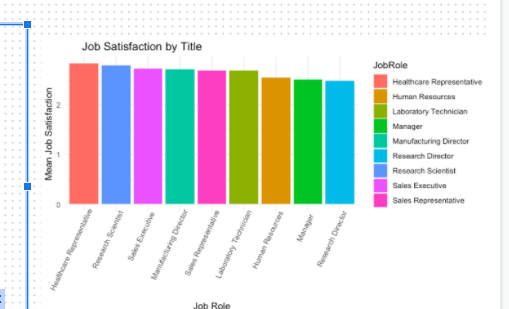 Job Satisfaction by Title
Mean Job Satisfaction
2
1
0
Healthcare Representative
Research Scientist
Sales Executive
Manufacturing Director
Sales Representative
Laboratory Technician
Human Resources
Manager
Research Director
Job Role
JobRole
Healthcare Representative
Human Resources
Laboratory Technician
Manager
Manufacturing Director
Research Director
Research Scientist
Sales Executive
Sales Representative